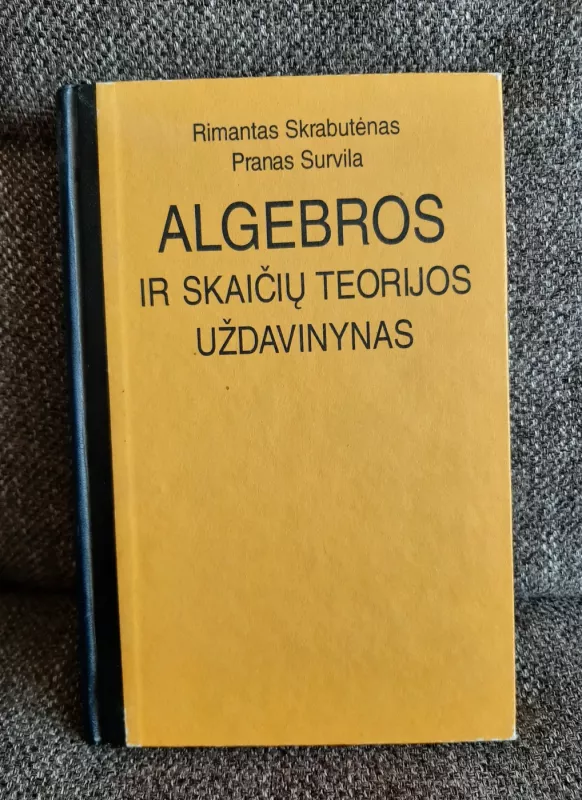 Rimantas Skrabutėnas
Pranas Survila
ALGEBROS
IR SKAIČIŲ TEORIJOS
UŽDAVINYNAS